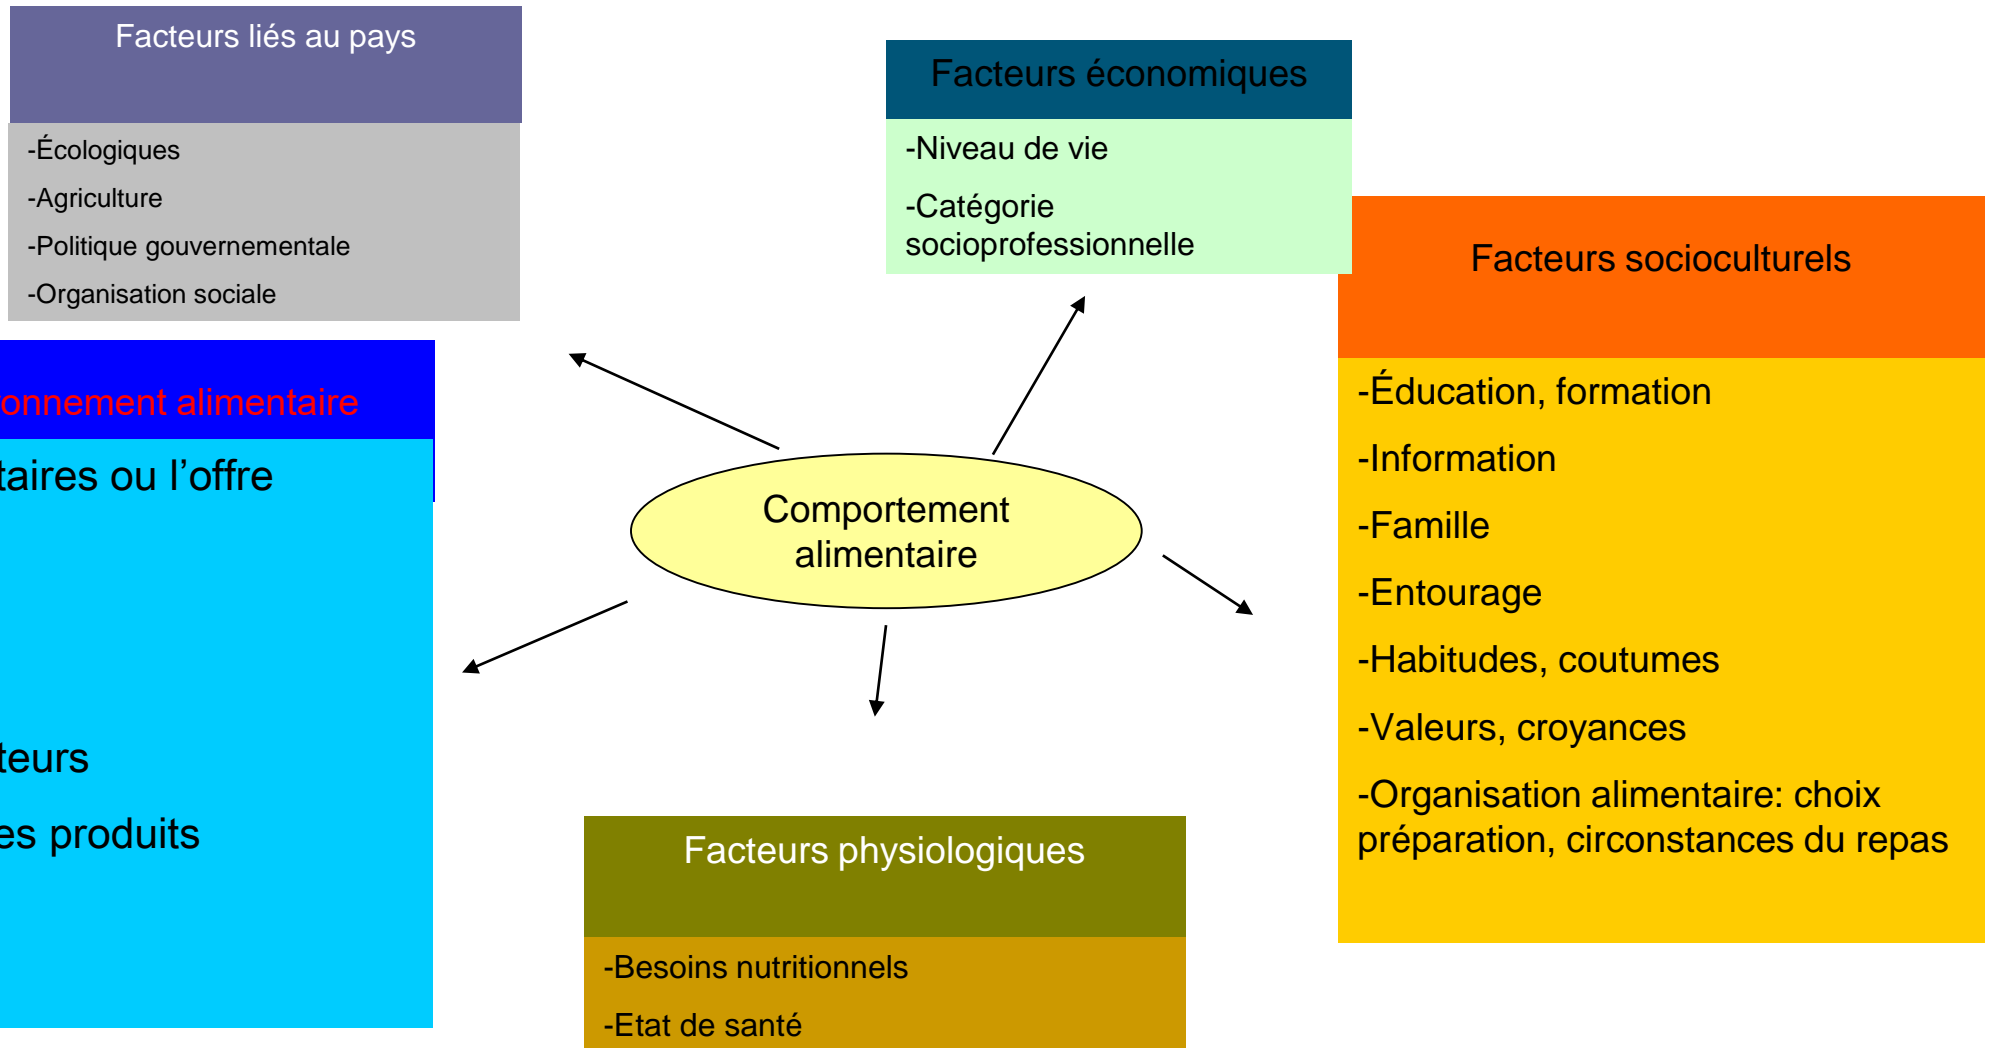 Facteurs liés au pays
-Écologiques
-Agriculture
-Politique gouvernementale
-Organisation sociale
Facteurs économiques
-Niveau de vie
-Catégorie
socioprofessionnelle
Facteurs socioculturels
-Éducation, formation
-Information
-Famille
-Entourage
-Habitudes, coutumes
-Valeurs, croyances
-Organisation alimentaire: choix
préparation, circonstances du repas
onnement alimentaire
taires ou l’offre
teurs
es produits
Comportement
alimentaire
Facteurs physiologiques
-Besoins nutritionnels
-Etat de santé